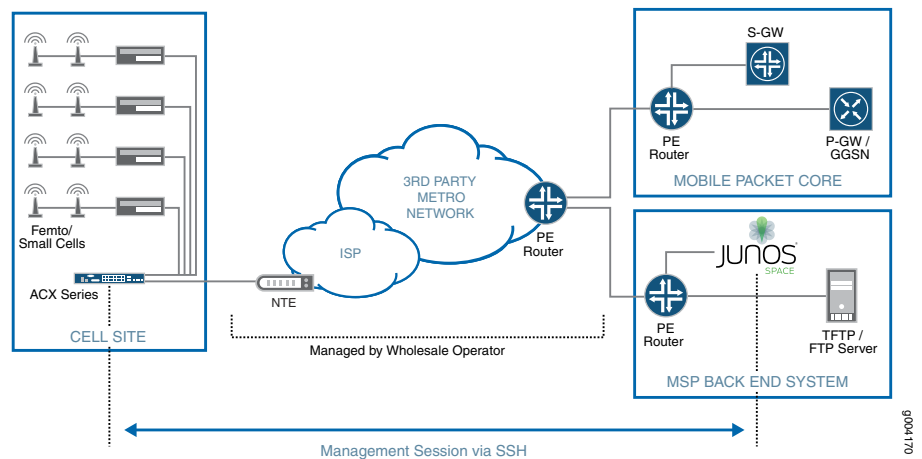 S-GW
PE
Router
P-GW /
GGSN
MOBILE PACKET CORE
3RD PARTY
METRO
NETWORK
ISP
PE
Router
Femto/
Small Cells
ACX Series
NTE
CELL SITE
Managed by Wholesale Operator
JUNOS
SPACE
PE
Router
TFTP /
FTP Server
MSP BACK END SYSTEM
Management Session via SSH
g004170